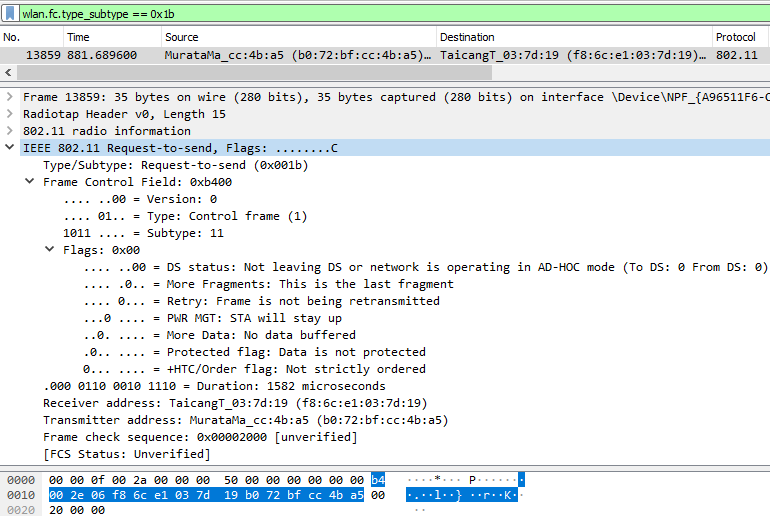 wlan.fc.type_subtype == 0x1b
No. Time Source Destination Protocol
13859 881.689600 MurataMa_cc:4b:a5 (b0:72:bf:cc:4b:a5)… TaicangT_03:7d:19 (f8:6c:e1:03:7d:19)… 802.11
Frame 13859: 35 bytes on wire (280 bits), 35 bytes captured (280 bits) on interface \Device\NPF_{A96511F6-C
Radiotap Header v0, Length 15
802.11 radio information
IEEE 802.11 Request-to-send, Flags: ........C
Type/Subtype: Request-to-send (0x001b)
Frame Control Field: 0xb400
.... ..00 = Version: 0
.... 01.. = Type: Control frame (1)
1011 .... = Subtype: 11
Flags: 0x00
.... ..00 = DS status: Not leaving DS or network is operating in AD-HOC mode (To DS: 0 From DS: 0)
.... .0.. = More Fragments: This is the last fragment
.... 0... = Retry: Frame is not being retransmitted
...0 .... = PWR MGT: STA will stay up
..0. .... = More Data: No data buffered
.0.. .... = Protected flag: Data is not protected
0... .... = +HTC/Order flag: Not strictly ordered
.000 0110 0010 1110 = Duration: 1582 microseconds
Receiver address: TaicangT_03:7d:19 (f8:6c:e1:03:7d:19)
Transmitter address: MurataMa_cc:4b:a5 (b0:72:bf:cc:4b:a5)
Frame check sequence: 0x00002000 [unverified]
[FCS Status: Unverified]
0000 00 00 0f 00 2a 00 00 00 50 00 00 00 00 00 00 b4 ····*··· P·······
0010 00 2e 06 f8 6c e1 03 7d 19 b0 72 bf cc 4b a5 00 ·.··l··} ··r··K··
0020 20 00 00 ··